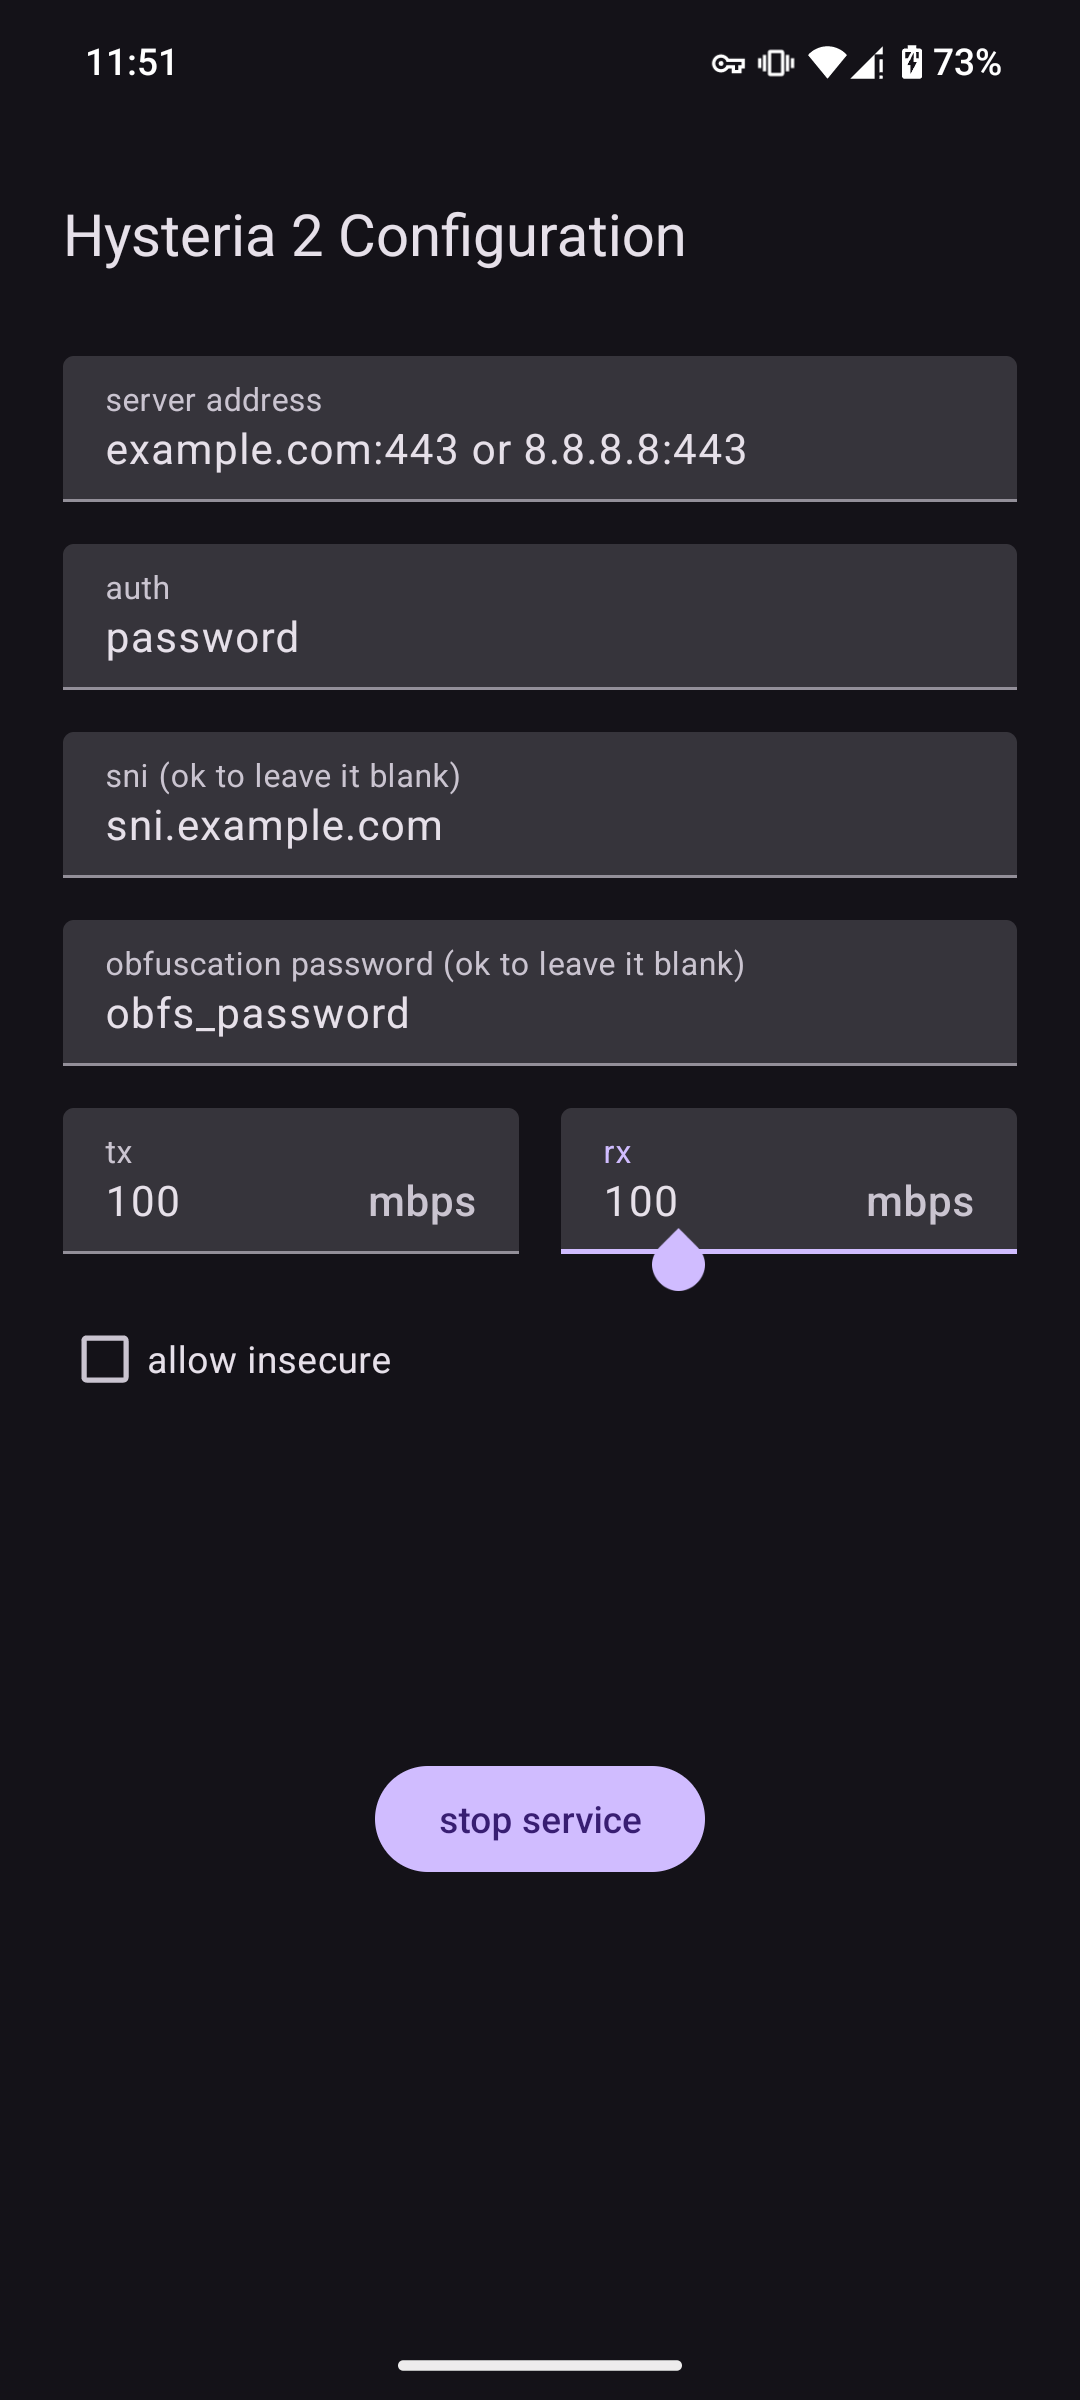 11:51 73%
Hysteria 2 Configuration
server address
example.com:443 or 8.8.8.8:443
auth
password
sni (ok to leave it blank)
sni.example.com
obfuscation password (ok to leave it blank)
obfs_password
tx
100 mbps
rx
100 mbps
allow insecure
stop service